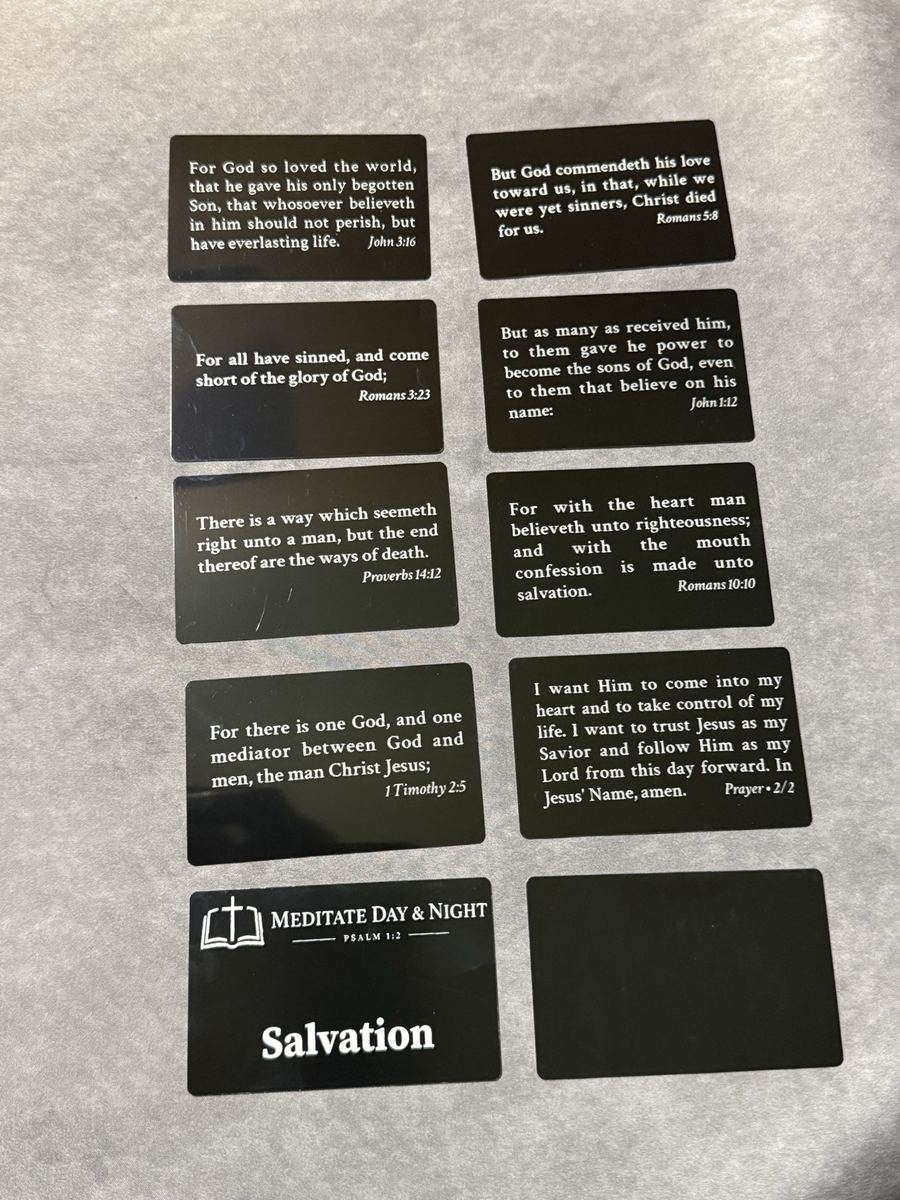 For God so loved the world,
that he gave his only begotten
Son, that whosoever believeth
in him should not perish, but
have everlasting life. John 3:16
But God commendeth his love
toward us, in that, while we
were yet sinners, Christ died
for us. Romans 5:8
For all have sinned, and come
short of the glory of God;
Romans 3:23
But as many as received him,
to them gave he power to
become the sons of God, even
to them that believe on his
name: John 1:12
There is a way which seemeth
right unto a man, but the end
thereof are the ways of death.
Proverbs 14:12
For with the heart man
believeth unto righteousness;
and with the mouth
confession is made unto
salvation. Romans 10:10
For there is one God, and one
mediator between God and
men, the man Christ Jesus;
1 Timothy 2:5
I want Him to come into my
heart and to take control of my
life. I want to trust Jesus as my
Savior and follow Him as my
Lord from this day forward. In
Jesus' Name, amen. Prayer • 2/2
MEDITATE DAY & NIGHT
PSALM 1:2
Salvation